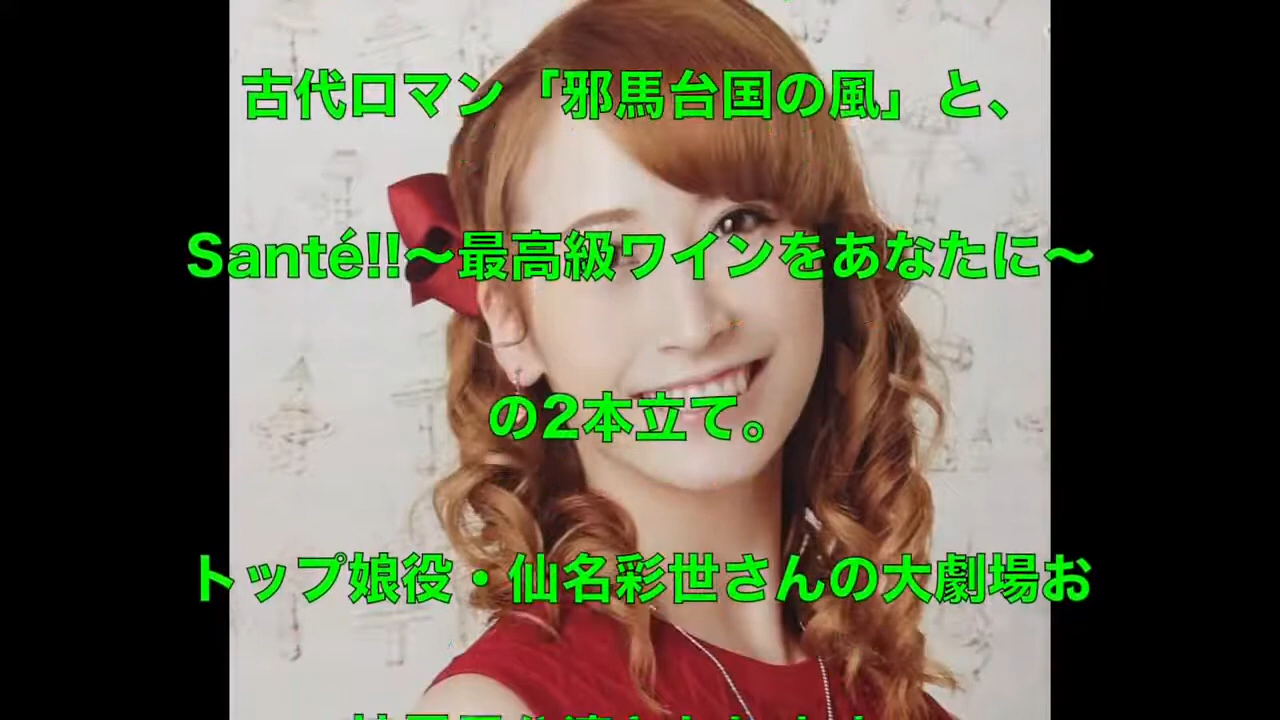 古代ロマン「邪馬台国の風」と、
Santé!!〜最高級ワインをあなたに〜
の2本立て。
トップ娘役・仙名彩世さんの大劇場お